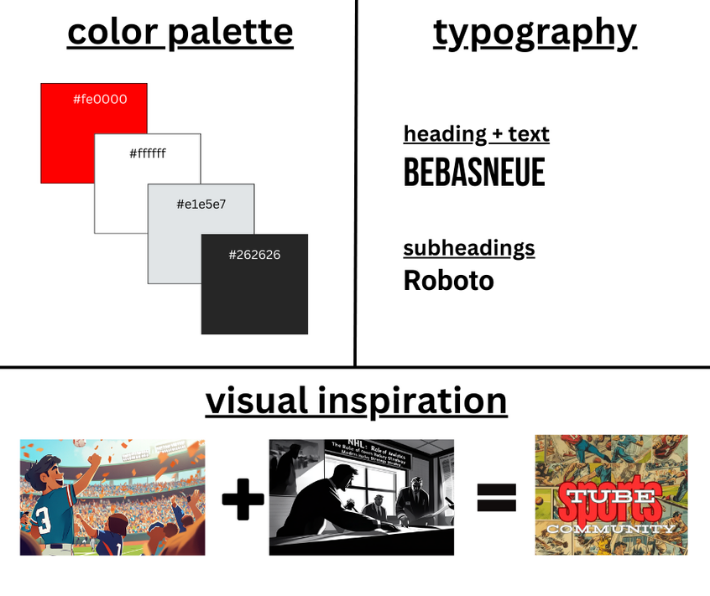 color palette
typography
#fe0000
#ffffff
#e1e5e7
#262626
heading + text
BEBASNEUE
subheadings
Roboto
visual inspiration
3
NHL:
+
=
sports
TUBE
COMMUNITY